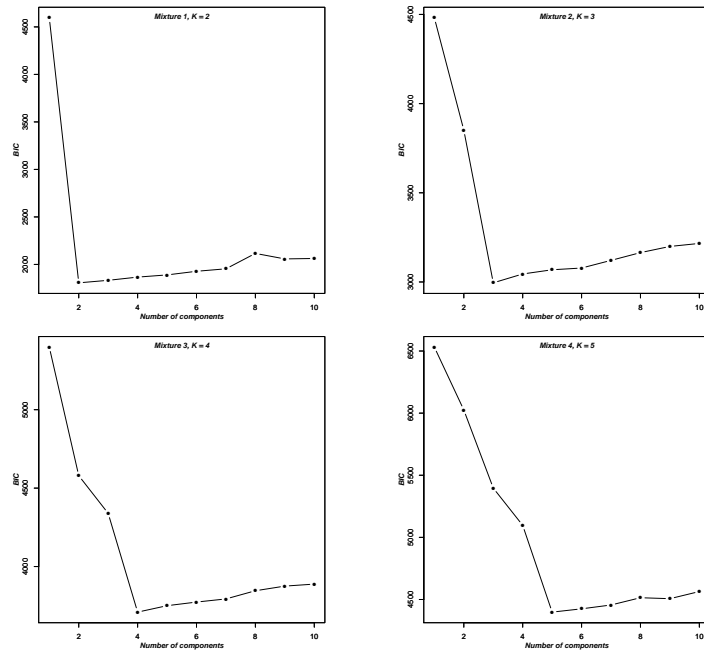 Mixture 1, K = 2
BIC
4500
4000
3500
3000
2500
2000
2 4 6 8 10
Number of components
Mixture 2, K = 3
BIC
4500
4000
3500
3000
2 4 6 8 10
Number of components
Mixture 3, K = 4
BIC
5000
4500
4000
2 4 6 8 10
Number of components
Mixture 4, K = 5
BIC
6500
6000
5500
5000
4500
2 4 6 8 10
Number of components